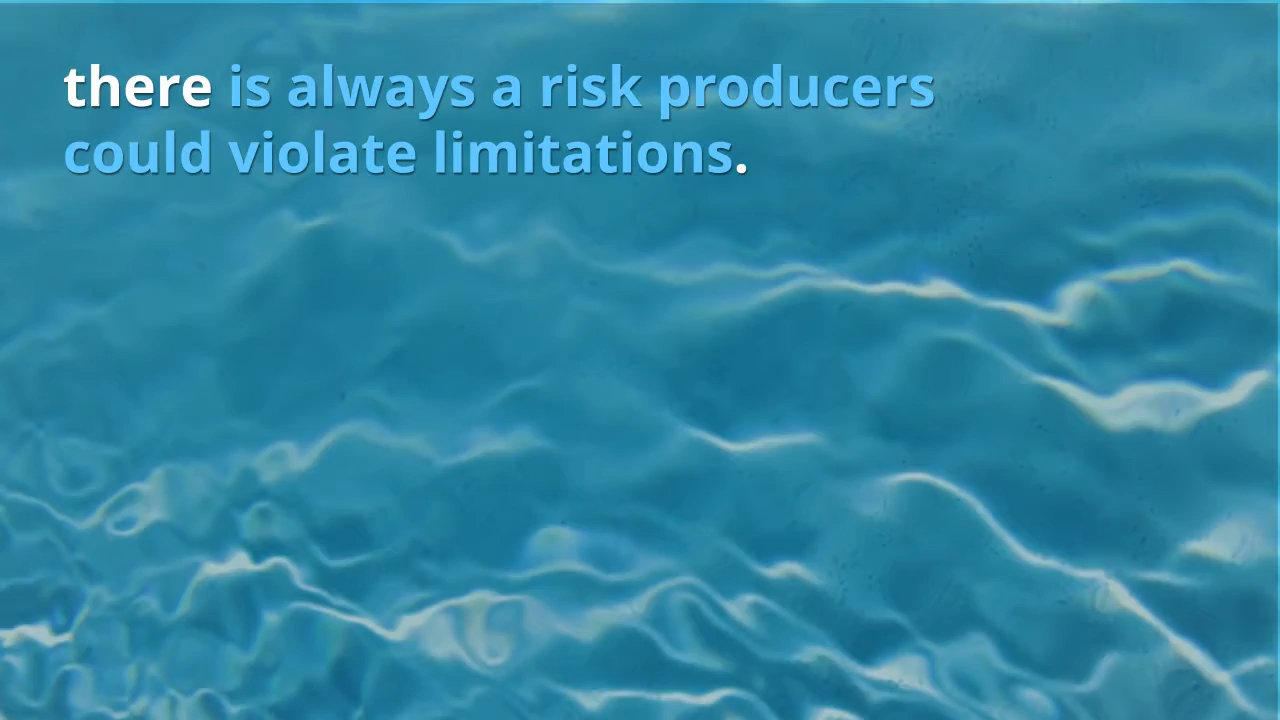 there is always a risk producers
could violate limitations.